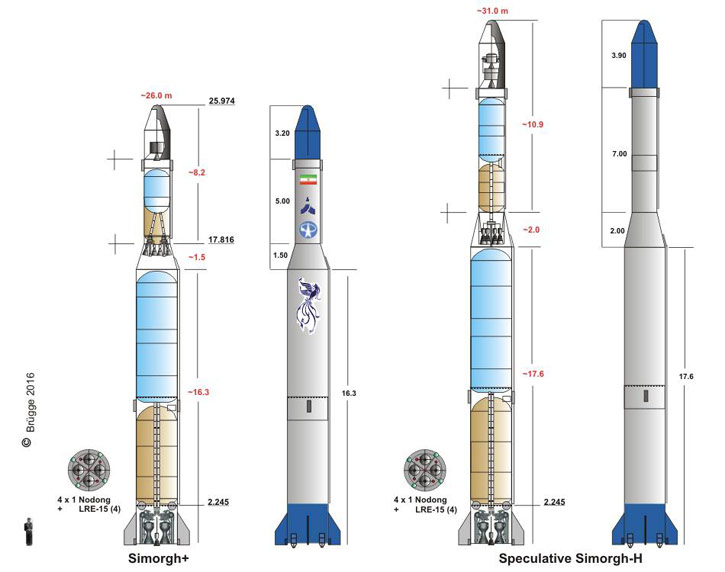 ~26.0 m
25.974
3.20
~8.2
5.00
17.816
~1.5
1.50
~16.3
16.3
© Brügge 2016
4 x 1 Nodong
+ LRE-15 (4)
2.245
Simorgh+
~31.0 m
3.90
~10.9
7.00
~2.0
2.00
~17.6
17.6
4 x 1 Nodong
+ LRE-15 (4)
2.245
Speculative Simorgh-H